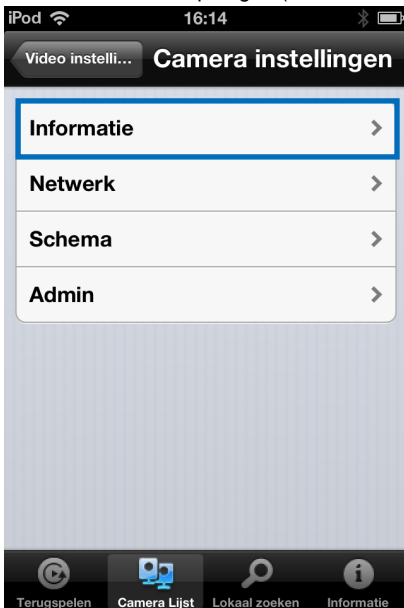 iPod 16:14
Video instelli... Camera instellingen
Informatie
Netwerk
Schema
Admin
Terugspelen Camera Lijst Lokaal zoeken Informatie